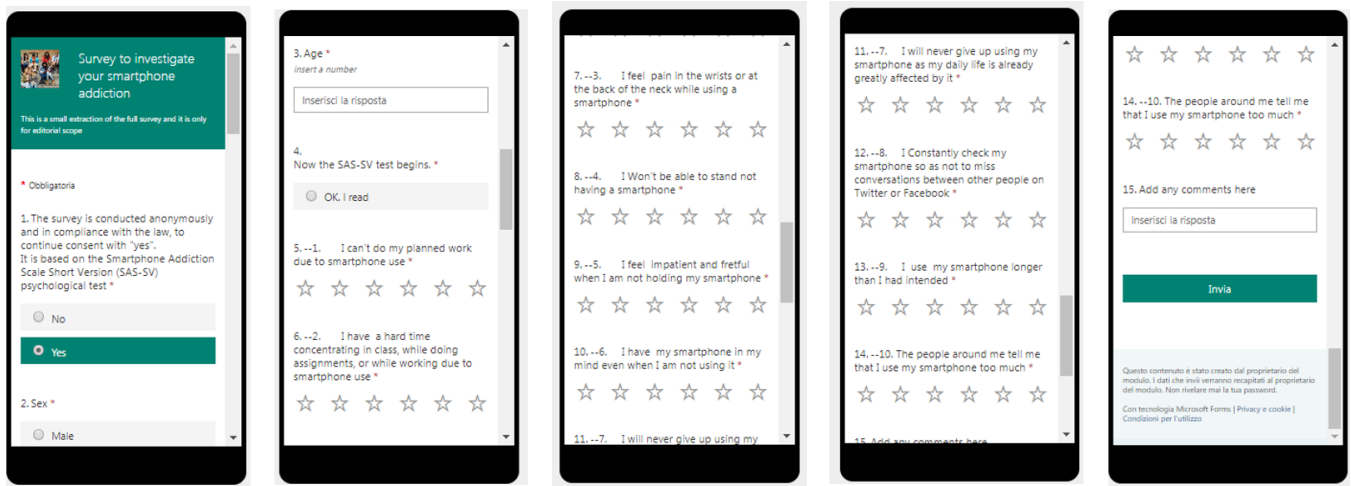 Survey to investigate
your smartphone
addiction
This is a small extraction of the full survey and it is only
for editorial scope
* Obbligatoria
1. The survey is conducted anonymously
and in compliance with the law, to
continue consent with "yes".
It is based on the Smartphone Addiction
Scale Short Version (SAS-SV)
psychological test *
No
Yes
2. Sex *
Male
3. Age *
insert a number
Inserisci la risposta
4.
Now the SAS-SV test begins. *
OK. I read
5. --1. I can't do my planned work
due to smartphone use *
6. --2. I have a hard time
concentrating in class, while doing
assignments, or while working due to
smartphone use *
7. --3. I feel pain in the wrists or at
the back of the neck while using a
smartphone *
8. --4. I Won't be able to stand not
having a smartphone *
9. --5. I feel impatient and fretful
when I am not holding my smartphone *
10. --6. I have my smartphone in my
mind even when I am not using it *
11. --7. I will never give up using my
11. --7. I will never give up using my
smartphone as my daily life is already
greatly affected by it *
12. --8. I Constantly check my
smartphone so as not to miss
conversations between other people on
Twitter or Facebook *
13. --9. I use my smartphone longer
than I had intended *
14. --10. The people around me tell me
that I use my smartphone too much *
15. Add any comments here
14. --10. The people around me tell me
that I use my smartphone too much *
15. Add any comments here
Inserisci la risposta
Invia
Questo contenuto è stato creato dal proprietario del
modulo. I dati che invii verranno recapitati al proprietario
del modulo. Non rivelare mai la tua password.
Con tecnologia Microsoft Forms | Privacy e cookie |
Condizioni per l'utilizzo